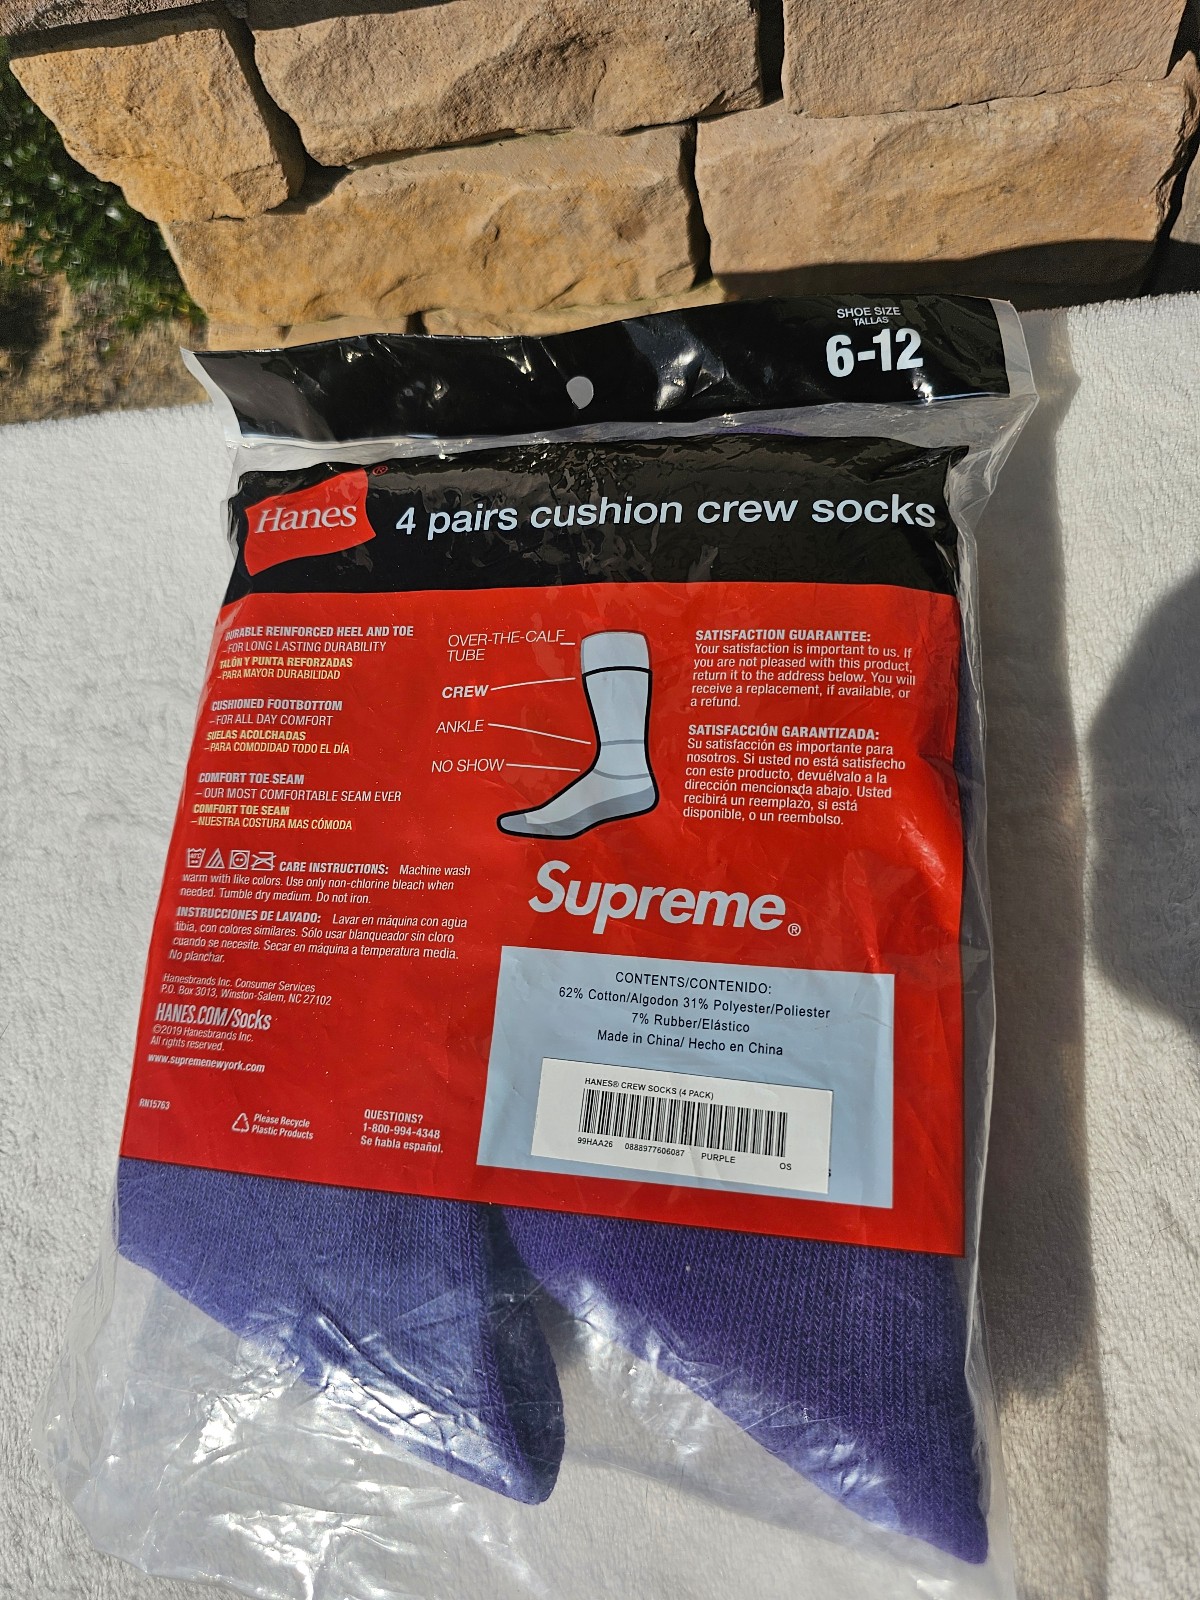 SHOE SIZE
TALLAS
6-12
Hanes®
4 pairs cushion crew socks
DURABLE REINFORCED HEEL AND TOE
–FOR LONG LASTING DURABILITY
TALÓN Y PUNTA REFORZADAS
–PARA MAYOR DURABILIDAD
CUSHIONED FOOTBOTTOM
–FOR ALL DAY COMFORT
SUELAS ACOLCHADAS
–PARA COMODIDAD TODO EL DÍA
COMFORT TOE SEAM
–OUR MOST COMFORTABLE SEAM EVER
COMFORT TOE SEAM
–NUESTRA COSTURA MAS CÓMODA
OVER-THE-CALF
TUBE
CREW
ANKLE
NO SHOW
SATISFACTION GUARANTEE:
Your satisfaction is important to us. If
you are not pleased with this product,
return it to the address below. You will
receive a replacement, if available, or
a refund.
SATISFACCIÓN GARANTIZADA:
Su satisfacción es importante para
nosotros. Si usted no está satisfecho
con este producto, devuélvalo a la
dirección mencionada abajo. Usted
recibirá un reemplazo, si está
disponible, o un reembolso.
CARE INSTRUCTIONS: Machine wash
warm with like colors. Use only non-chlorine bleach when
needed. Tumble dry medium. Do not iron.
INSTRUCCIONES DE LAVADO: Lavar en máquina con agua
tibia, con colores similares. Sólo usar blanqueador sin cloro
cuando se necesite. Secar en máquina a temperatura media.
No planchar.
Hanesbrands Inc. Consumer Services
P.O. Box 3013, Winston-Salem, NC 27102
HANES.COM/Socks
©2019 Hanesbrands Inc.
All rights reserved.
www.supremenewyork.com
RN15763
Please Recycle
Plastic Products
QUESTIONS?
1-800-994-4348
Se habla español.
Supreme®
CONTENTS/CONTENIDO:
62% Cotton/Algodon 31% Polyester/Poliester
7% Rubber/Elástico
Made in China/ Hecho en China
HANES® CREW SOCKS (4 PACK)
99HAA26 0888977606087 PURPLE OS